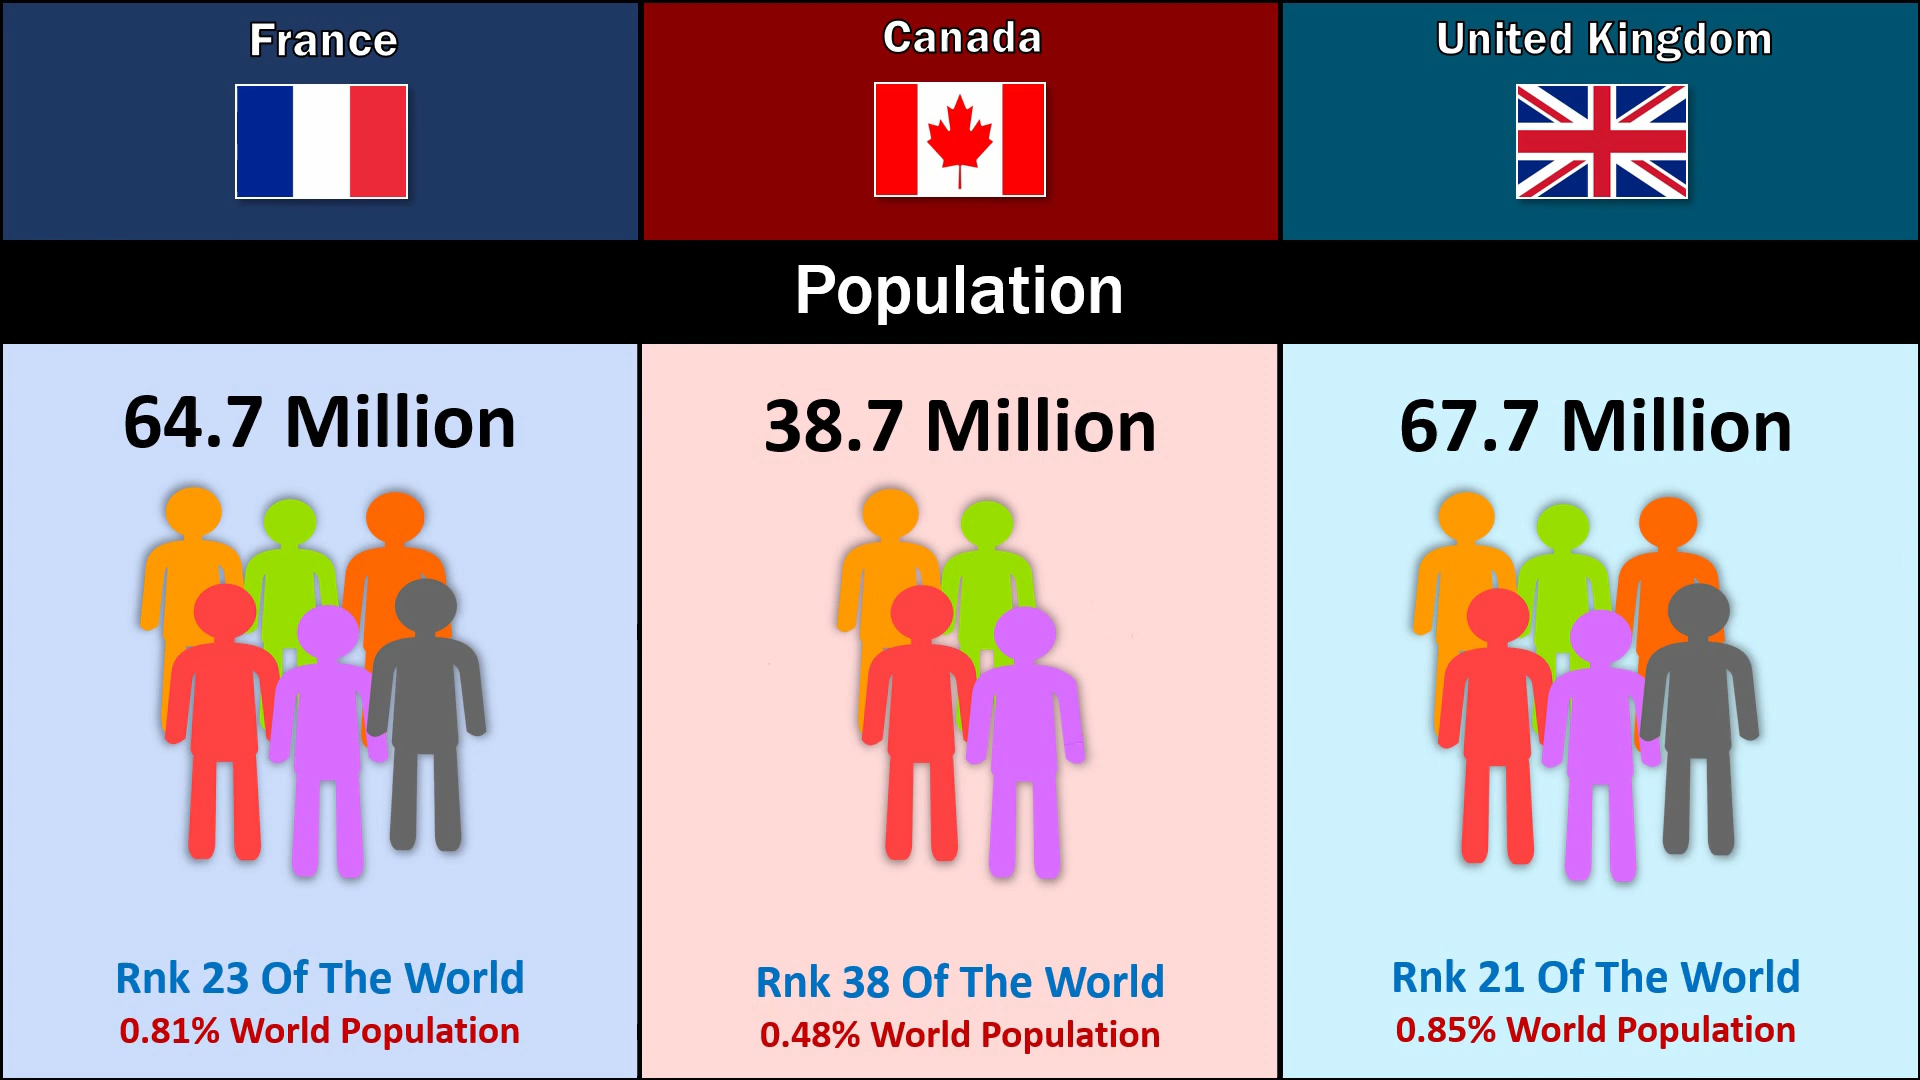 France
Canada
United Kingdom
Population
64.7 Million
38.7 Million
67.7 Million
Rnk 23 Of The World
0.81% World Population
Rnk 38 Of The World
0.48% World Population
Rnk 21 Of The World
0.85% World Population